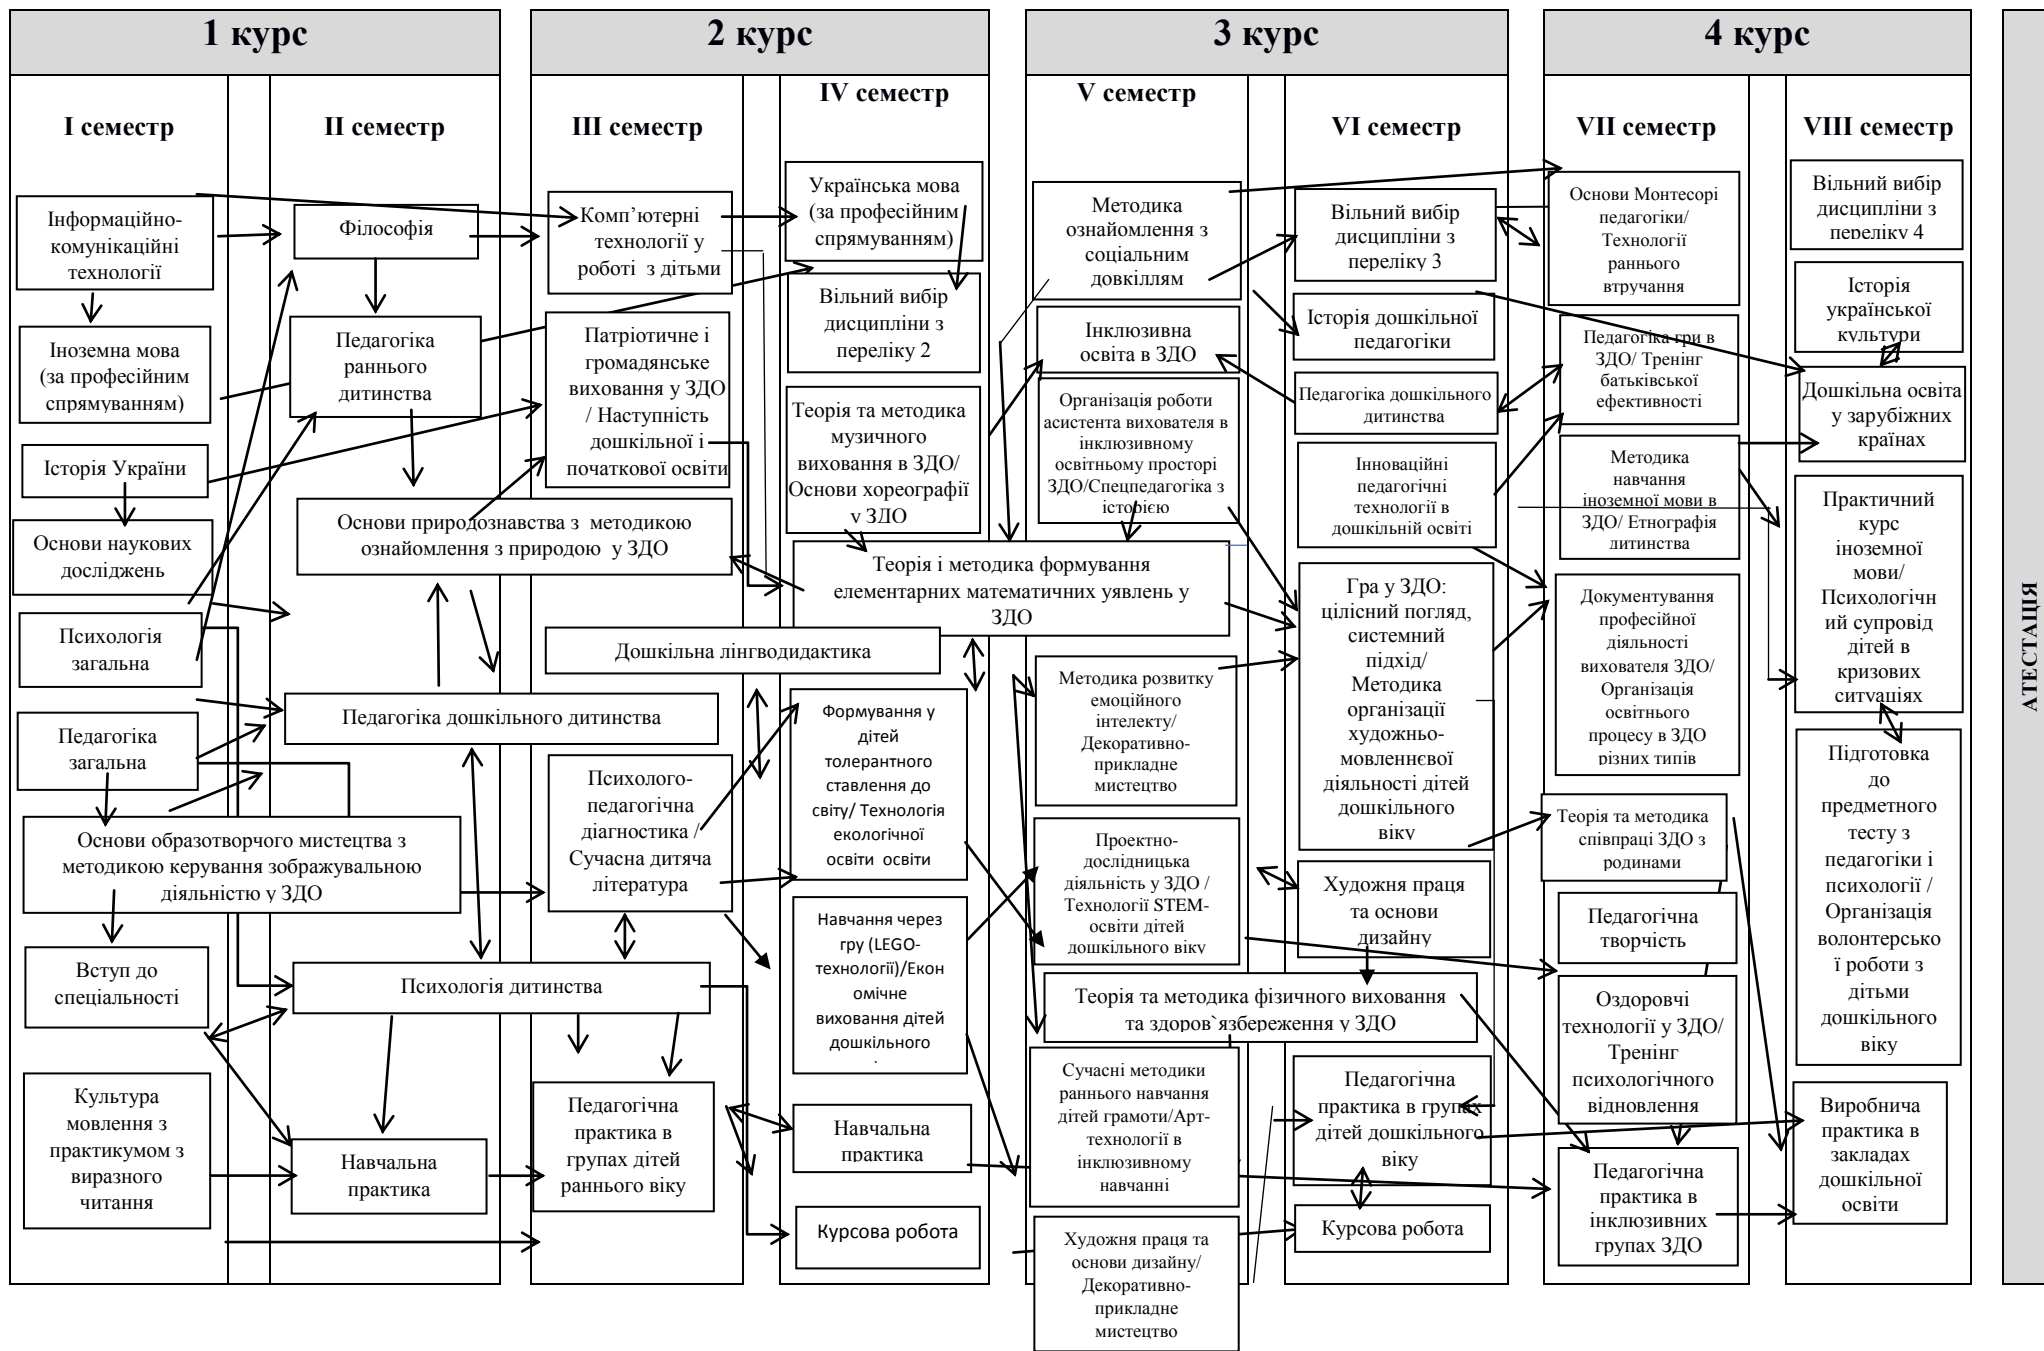 1 курс
2 курс
3 курс
4 курс
І семестр
ІІ семестр
ІІІ семестр
IV семестр
V семестр
VI семестр
VII семестр
VIII семестр
Інформаційно-
комунікаційні
технології
Іноземна мова
(за професійним
спрямуванням)
Історія України
Основи наукових
досліджень
Психологія
загальна
Педагогіка
загальна
Основи образотворчого мистецтва з
методикою керування зображувальною
діяльністю у ЗДО
Вступ до
спеціальності
Культура
мовлення з
практикумом з
виразного
читання
Філософія
Педагогіка
раннього
дитинства
Основи природознавства з методикою
ознайомлення з природою у ЗДО
Педагогіка дошкільного дитинства
Психологія дитинства
Навчальна
практика
Комп’ютерні
технології у
роботі з дітьми
Патріотичне і
громадянське
виховання у ЗДО
/ Наступність
дошкільної і
початкової освіти
Дошкільна лінгводидактика
Психолого-
педагогічна
діагностика /
Сучасна дитяча
література
Педагогічна
практика в
групах дітей
раннього віку
Українська мова
(за професійним
спрямуванням)
Вільний вибір
дисципліни з
переліку 2
Теорія та методика
музичного
виховання в ЗДО/
Основи хореографії
у ЗДО
Теорія і методика формування
елементарних математичних уявлень у
ЗДО
Формування у
дітей
толерантного
ставлення до
світу/ Технологія
екологічної
освіти освіти
Навчання через
гру (LEGO-
технології)/Екон
омічне
виховання дітей
дошкільного
Навчальна
практика
Курсова робота
Методика
ознайомлення з
соціальним
довкіллям
Інклюзивна
освіта в ЗДО
Організація роботи
асистента вихователя в
інклюзивному
освітньому просторі
ЗДО/Спецпедагогіка з
історією
Методика розвитку
емоційного
інтелекту/
Декоративно-
прикладне
мистецтво
Проектно-
дослідницька
діяльність у ЗДО /
Технології STEM-
освіти дітей
дошкільного віку
Теорія та методика фізичного виховання
та здоров`язбереження у ЗДО
Сучасні методики
раннього навчання
дітей грамоти/Арт-
технології в
інклюзивному
навчанні
Художня праця та
основи дизайну/
Декоративно-
прикладне
мистецтво
Вільний вибір
дисципліни з
переліку 3
Історія дошкільної
педагогіки
Педагогіка дошкільного
дитинства
Інноваційні
педагогічні
технології в
дошкільній освіті
Гра у ЗДО:
цілісний погляд,
системний
підхід/
Методика
організації
художньо-
мовленнєвої
діяльності дітей
дошкільного
віку
Художня праця
та основи
дизайну
Педагогічна
практика в групах
дітей дошкільного
віку
Курсова робота
Основи Монтесорі
педагогіки/
Технології
раннього
втручання
Педагогіка гри в
ЗДО/ Тренінг
батьківської
ефективності
Методика
навчання
іноземної мови в
ЗДО/ Етнографія
дитинства
Документування
професійної
діяльності
вихователя ЗДО/
Організація
освітнього
процесу в ЗДО
різних типів
Теорія та методика
співпраці ЗДО з
родинами
Педагогічна
творчість
Оздоровчі
технології у ЗДО/
Тренінг
психологічного
відновлення
Педагогічна
практика в
інклюзивних
групах ЗДО
Вільний вибір
дисципліни з
переліку 4
Історія
української
культури
Дошкільна освіта
у зарубіжних
країнах
Практичний
курс
іноземної
мови/
Психологічн
ий супровід
дітей в
кризових
ситуаціях
Підготовка
до
предметного
тесту з
педагогіки і
психології /
Організація
волонтерсько
ї роботи з
дітьми
дошкільного
віку
Виробнича
практика в
закладах
дошкільної
освіти
АТЕСТАЦІЯ